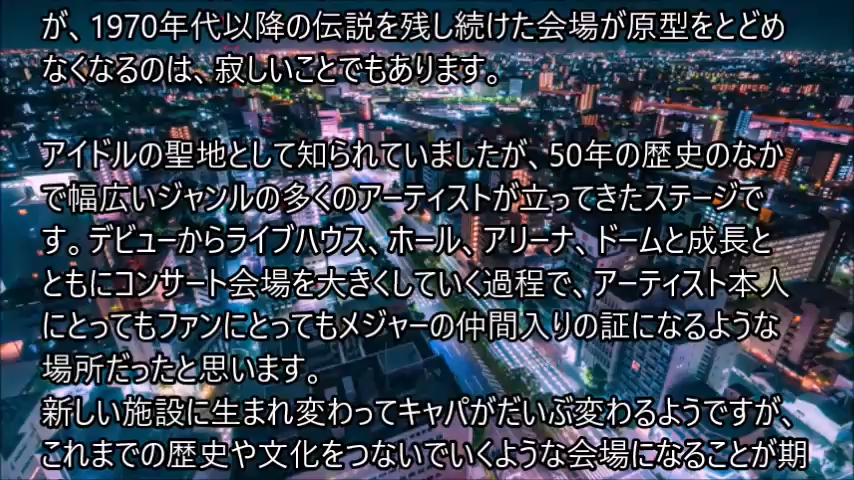 が、1970年代以降の伝説を残し続けた会場が原型をとどめ
なくなるのは、寂しいことでもあります。
アイドルの聖地として知られていましたが、50年の歴史のなか
で幅広いジャンルの多くのアーティストが立ってきたステージで
す。デビューからライブハウス、ホール、アリーナ、ドームと成長と
ともにコンサート会場を大きくしていく過程で、アーティスト本人
にとってもファンにとってもメジャーの仲間入りの証になるような
場所だったと思います。
新しい施設に生まれ変わってキャパがだいぶ変わるようですが、
これまでの歴史や文化をつないでいくような会場になることが期